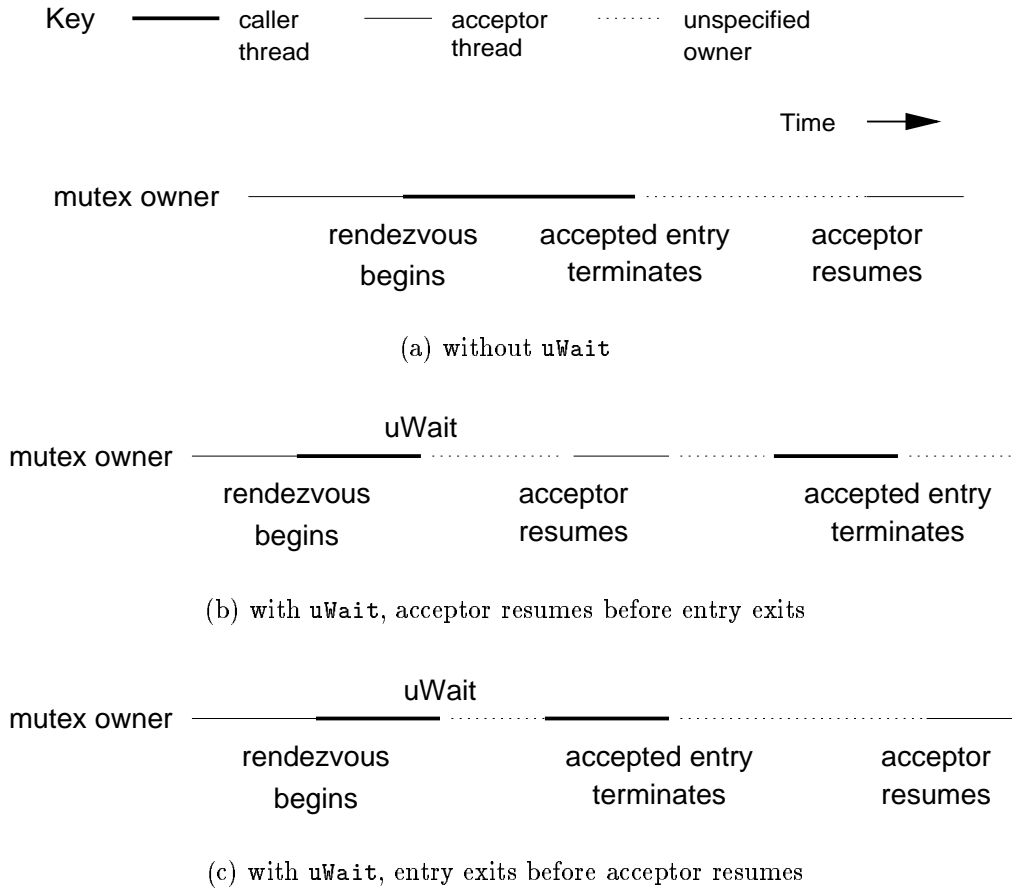 Key caller thread acceptor thread unspecified owner
Time
mutex owner
rendezvous begins accepted entry terminates acceptor resumes
(a) without uWait
uWait
mutex owner
rendezvous begins acceptor resumes accepted entry terminates
(b) with uWait, acceptor resumes before entry exits
uWait
mutex owner
rendezvous begins accepted entry terminates acceptor resumes
(c) with uWait, entry exits before acceptor resumes